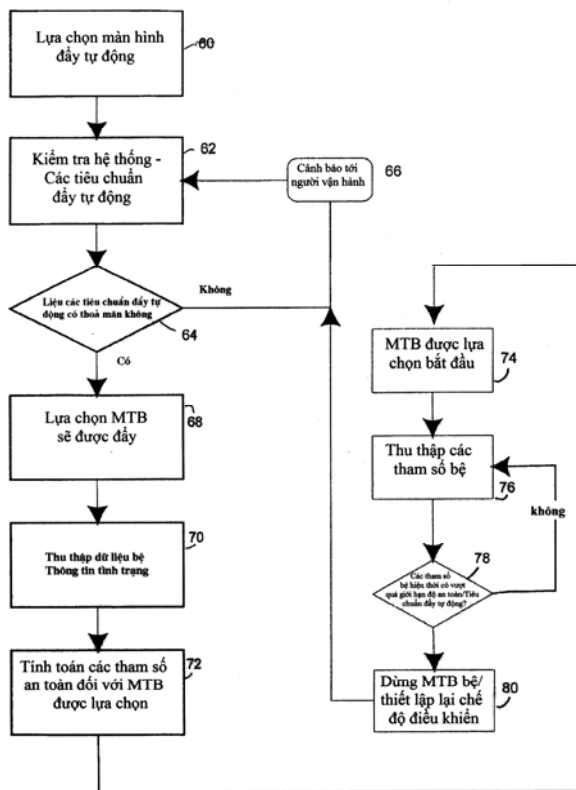 Lựa chọn màn hình
đẩy tự động
60
Kiểm tra hệ thống -
Các tiêu chuẩn
đẩy tự động
62
Cảnh báo tới
người vận hành
66
Liệu các tiêu chuẩn đẩy tự
động có thoả mãn không
64
Không
Có
Lựa chọn MTB
sẽ được đẩy
68
Thu thập dữ liệu bệ
Thông tin tình trạng
70
Tính toán các tham số
an toàn đối với MTB
được lựa chọn
72
MTB được lựa
chọn bắt đầu
74
Thu thập các
tham số bệ
76
không
78
Các tham số
bệ hiện thời có vượt
quá giới hạn độ an toàn/Tiêu
chuẩn đẩy tự động?
Dừng MTB bệ/
thiết lập lại chế
độ điều khiển
80